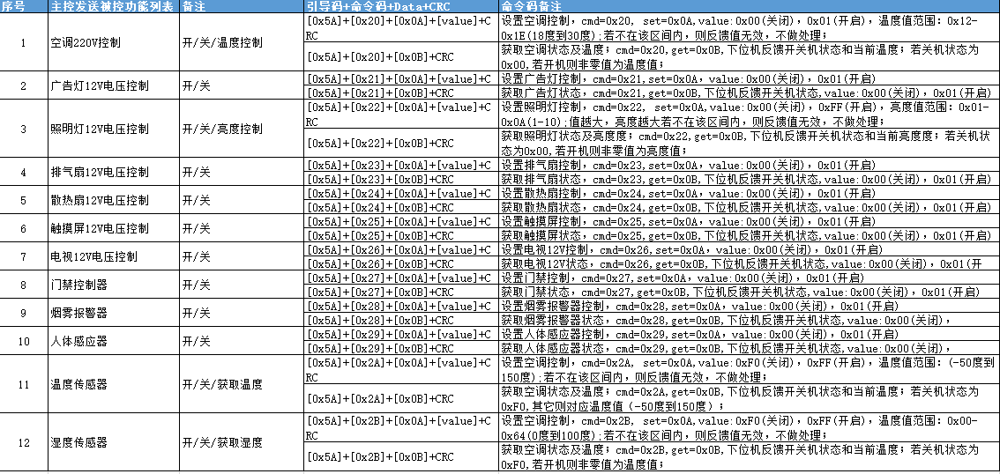 序号 主控发送被控功能列表 备注 引导码+命令码+Data+CRC 命令码备注
1 空调220V控制 开/关/温度控制
[0x5A]+[0x20]+[0x0A]+[value]+C
RC
设置空调控制，cmd=0x20, set=0x0A,value:0x00(关闭)，0x01(开启)，温度值范围：0x12-
0x1E(18度到30度);若不在该区间内，则反馈值无效，不做处理；
[0x5A]+[0x20]+[0x0B]+CRC
获取空调状态及温度；cmd=0x20,get=0x0B,下位机反馈开关机状态和当前温度；若关机状态为
0x00,若开机则非零值为温度值；
2 广告灯12V电压控制 开/关
[0x5A]+[0x21]+[0x0A]+[value]+C 设置广告灯控制，cmd=0x21,set=0x0A，value:0x00(关闭)，0x01(开启)
[0x5A]+[0x21]+[0x0B]+CRC 获取广告灯状态，cmd=0x21,get=0x0B,下位机反馈开关机状态,value:0x00(关闭)，0x01(开启)
3 照明灯12V电压控制 开/关/亮度控制
[0x5A]+[0x22]+[0x0A]+[value]+C
RC
设置照明灯控制，cmd=0x22, set=0x0A,value:0x00(关闭)，0xFF(开启)，亮度值范围：0x01-
0x0A(1-10);值越大，亮度越大若不在该区间内，则反馈值无效，不做处理；
[0x5A]+[0x22]+[0x0B]+CRC
获取照明灯状态及亮度度；cmd=0x22,get=0x0B,下位机反馈开关机状态和当前亮度度；若关机状
态为0x00,若开机则非零值为亮度值；
4 排气扇12V电压控制 开/关
[0x5A]+[0x23]+[0x0A]+[value]+C 设置排气扇控制，cmd=0x23,set=0x0A，value:0x00(关闭)，0x01(开启)
[0x5A]+[0x23]+[0x0B]+CRC 获取排气扇状态，cmd=0x23,get=0x0B,下位机反馈开关机状态,value:0x00(关闭)，0x01(开启)
5 散热扇12V电压控制 开/关
[0x5A]+[0x24]+[0x0A]+[value]+C 设置散热扇控制，cmd=0x24,set=0x0A，value:0x00(关闭)，0x01(开启)
[0x5A]+[0x24]+[0x0B]+CRC 获取散热扇状态，cmd=0x24,get=0x0B,下位机反馈开关机状态,value:0x00(关闭)，0x01(开启)
6 触摸屏12V电压控制 开/关
[0x5A]+[0x25]+[0x0A]+[value]+C 设置触摸屏控制，cmd=0x25,set=0x0A，value:0x00(关闭)，0x01(开启)
[0x5A]+[0x25]+[0x0B]+CRC 获取触摸屏状态，cmd=0x25,get=0x0B,下位机反馈开关机状态,value:0x00(关闭)，0x01(开启)
7 电视12V电压控制 开/关
[0x5A]+[0x26]+[0x0A]+[value]+C 设置电视12V控制，cmd=0x26,set=0x0A，value:0x00(关闭)，0x01(开启)
[0x5A]+[0x26]+[0x0B]+CRC 获取电视12V状态，cmd=0x26,get=0x0B,下位机反馈开关机状态,value:0x00(关闭)，0x01(开
8 门禁控制器 开/关
[0x5A]+[0x27]+[0x0A]+[value]+C 设置门禁控制，cmd=0x27,set=0x0A，value:0x00(关闭)，0x01(开启)
[0x5A]+[0x27]+[0x0B]+CRC 获取门禁状态，cmd=0x27,get=0x0B,下位机反馈开关机状态,value:0x00(关闭)，0x01(开启)
9 烟雾报警器 开/关
[0x5A]+[0x28]+[0x0A]+[value]+C 设置烟雾报警器控制，cmd=0x28,set=0x0A，value:0x00(关闭)，0x01(开启)
[0x5A]+[0x28]+[0x0B]+CRC 获取烟雾报警器状态，cmd=0x28,get=0x0B,下位机反馈开关机状态,value:0x00(关闭)，
10 人体感应器 开/关
[0x5A]+[0x29]+[0x0A]+[value]+C 设置人体感应器控制，cmd=0x29,set=0x0A，value:0x00(关闭)，0x01(开启)
[0x5A]+[0x29]+[0x0B]+CRC 获取人体感应器状态，cmd=0x29,get=0x0B,下位机反馈开关机状态,value:0x00(关闭)，
11 温度传感器 开/关/获取温度
[0x5A]+[0x2A]+[0x0A]+[value]+C
RC
设置空调控制，cmd=0x2A, set=0x0A,value:0xF0(关闭)，0xFF(开启)，温度值范围：(-50度到
150度);若不在该区间内，则反馈值无效，不做处理；
[0x5A]+[0x2A]+[0x0B]+CRC
获取空调状态及温度；cmd=0x2A,get=0x0B,下位机反馈开关机状态和当前温度；若关机状态为
0xF0,其它则对应温度值（-50度到150度）；
12 湿度传感器 开/关/获取湿度
[0x5A]+[0x2B]+[0x0A]+[value]+C
RC
设置空调控制，cmd=0x2B, set=0x0A,value:0xF0(关闭)，0xFF(开启)，温度值范围：0x00-
0x64(0度到100度);若不在该区间内，则反馈值无效，不做处理；
[0x5A]+[0x2B]+[0x0B]+CRC
获取空调状态及温度；cmd=0x2B,get=0x0B,下位机反馈开关机状态和当前温度；若关机状态为
0xF0,若开机则非零值为温度值；